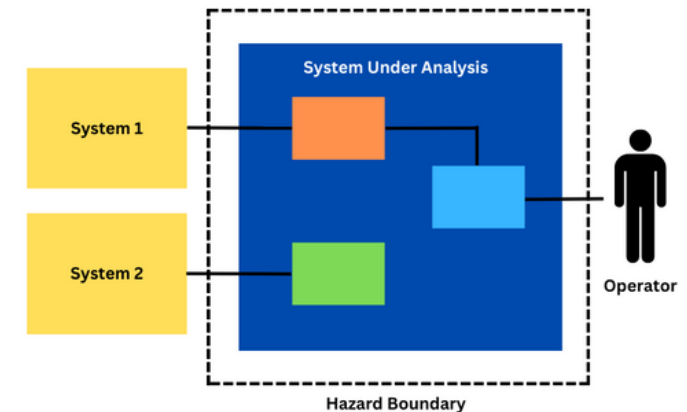 System Under Analysis
System 1
System 2
Operator
Hazard Boundary